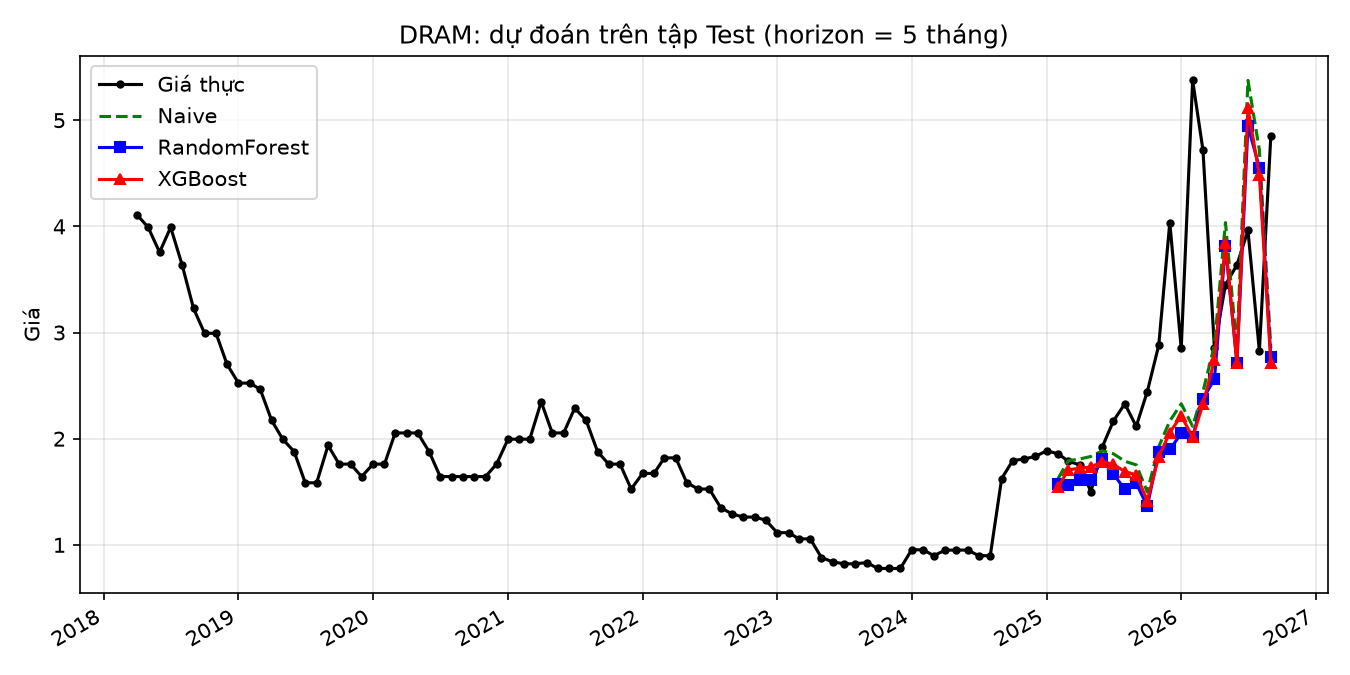 DRAM: dự đoán trên tập Test (horizon = 5 tháng)
Giá thực
Naive
RandomForest
XGBoost
Giá
5
4
3
2
1
2018
2019
2020
2021
2022
2023
2024
2025
2026
2027